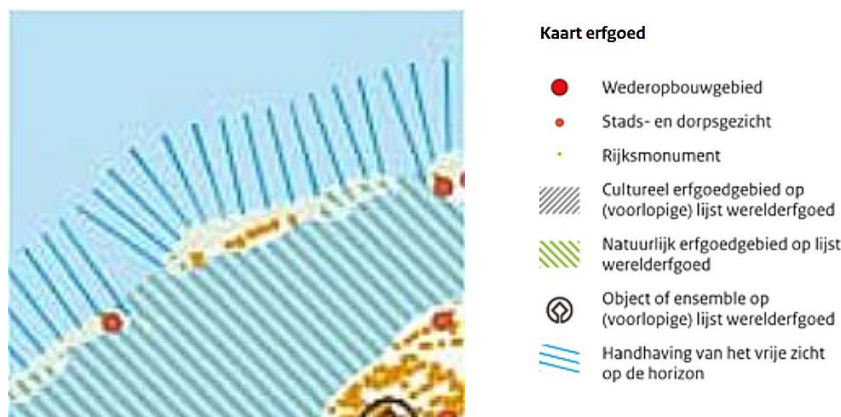 Kaart erfgoed
Wederopbouwgebied
Stads- en dorpsgezicht
Rijksmonument
Cultureel erfgoedgebied op
(voorlopige) lijst werelderfgoed
Natuurlijk erfgoedgebied op lijst
werelderfgoed
Object of ensemble op
(voorlopige) lijst werelderfgoed
Handhaving van het vrije zicht
op de horizon